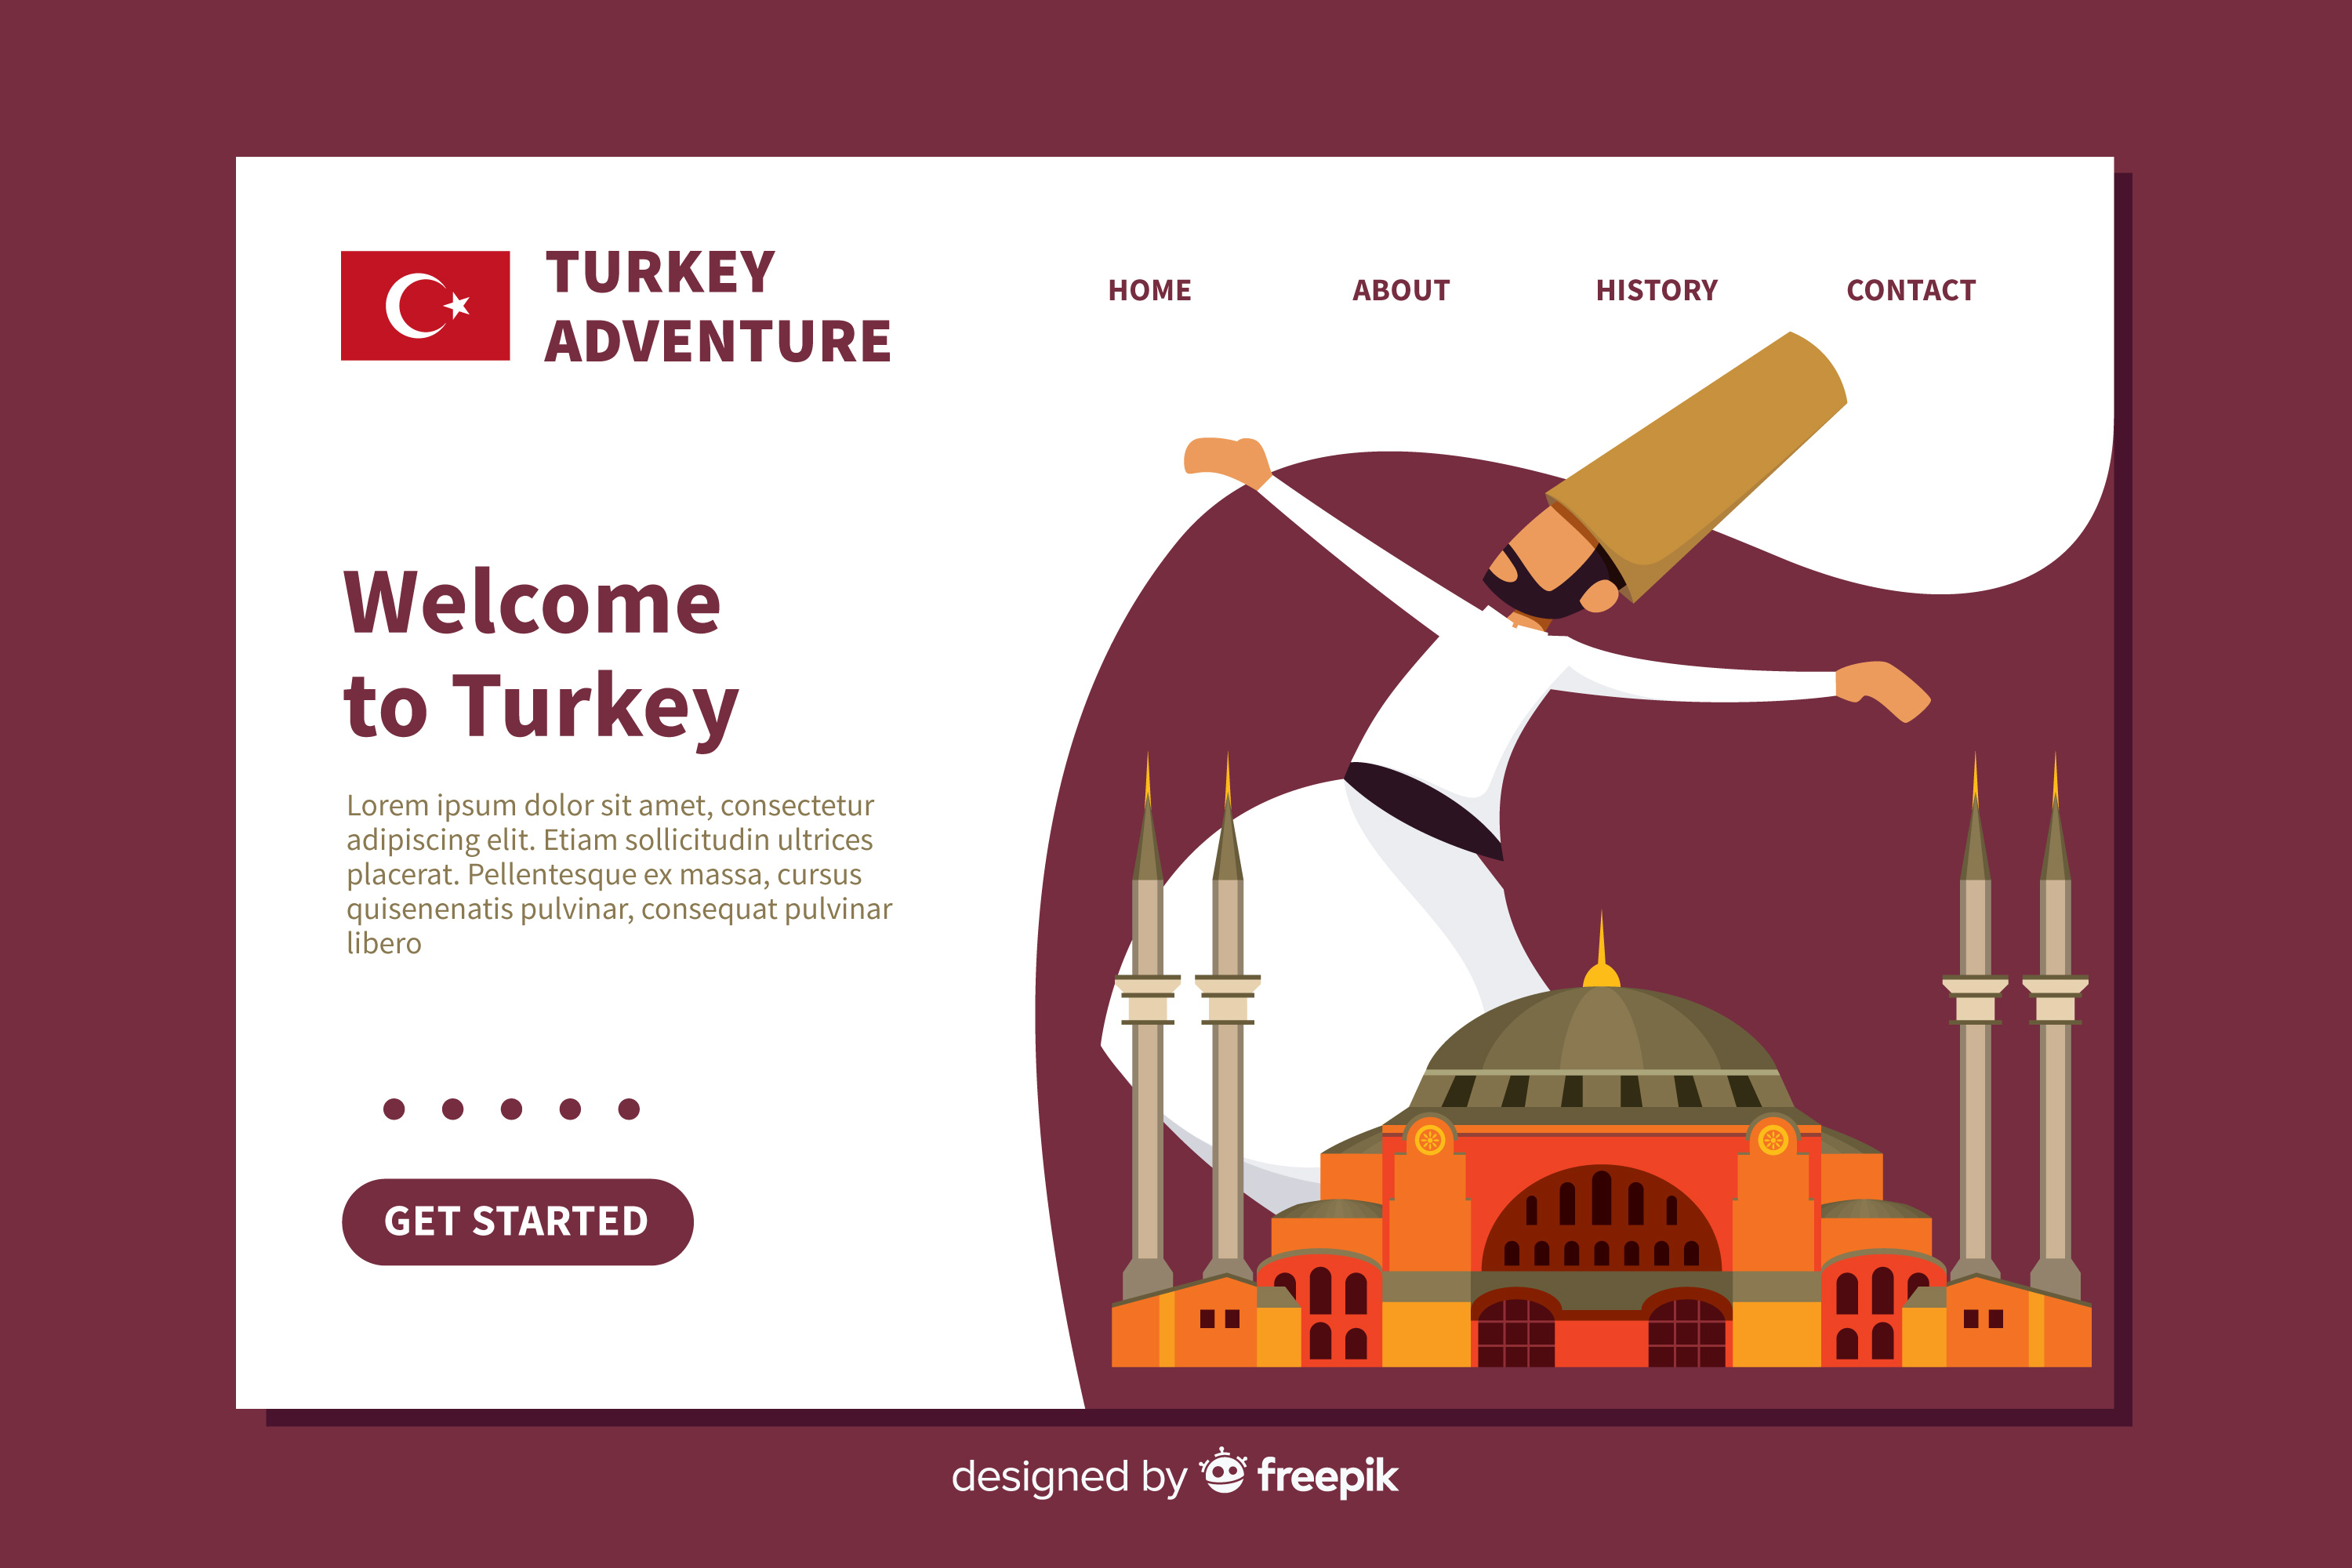 TURKEY
ADVENTURE
HOME ABOUT HISTORY CONTACT
Welcome
to Turkey
Lorem ipsum dolor sit amet, consectetur
adipiscing elit. Etiam sollicitudin ultrices
placerat. Pellentesque ex massa, cursus
quisenenatis pulvinar, consequat pulvinar
libero
GET STARTED
designed by freepik